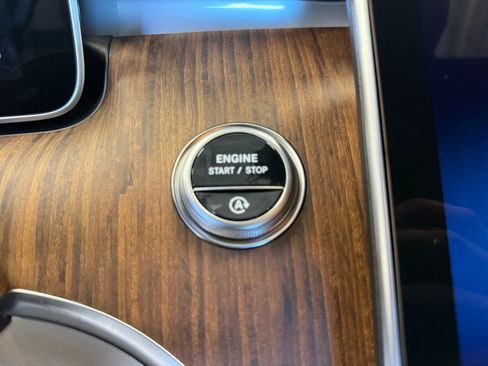 ENGINE
START / STOP
A